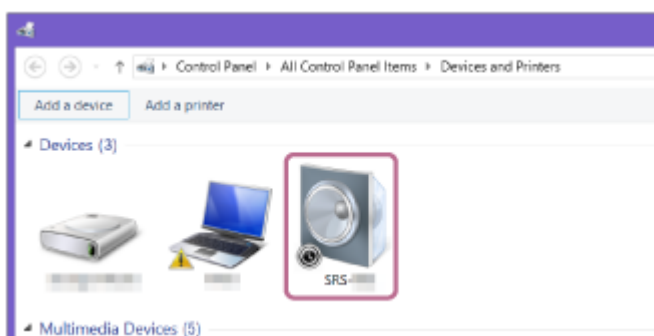 Control Panel ▸ All Control Panel Items ▸ Devices and Printers
Add a device Add a printer
Devices (3)
SRS-
Multimedia Devices (5)